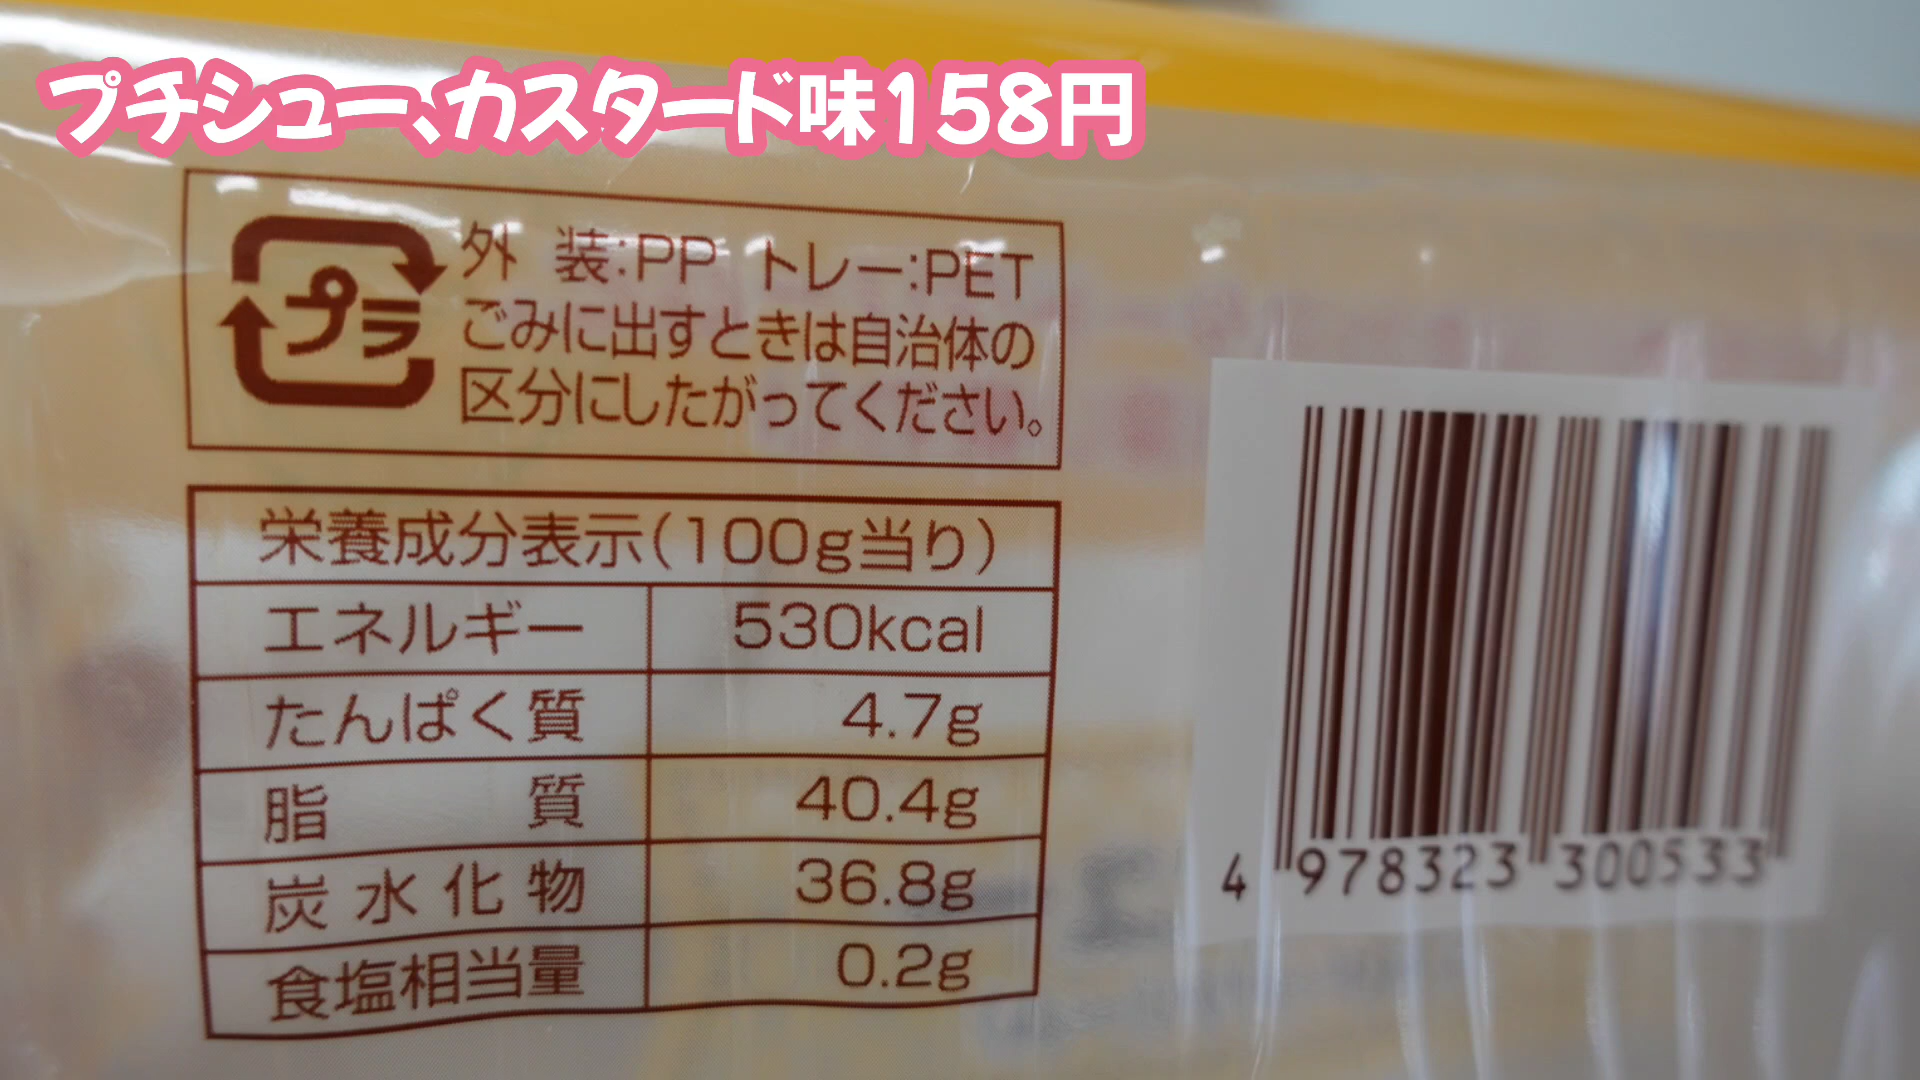 プチシュー、カスタード味158円
プラ
外 装:PP トレー:PET
ごみに出すときは自治体の
区分にしたがってください。
栄養成分表示(100g当り)
エネルギー 530kcal
たんぱく質 4.7g
脂質 40.4g
炭水化物 36.8g
食塩相当量 0.2g
4 978323 300533